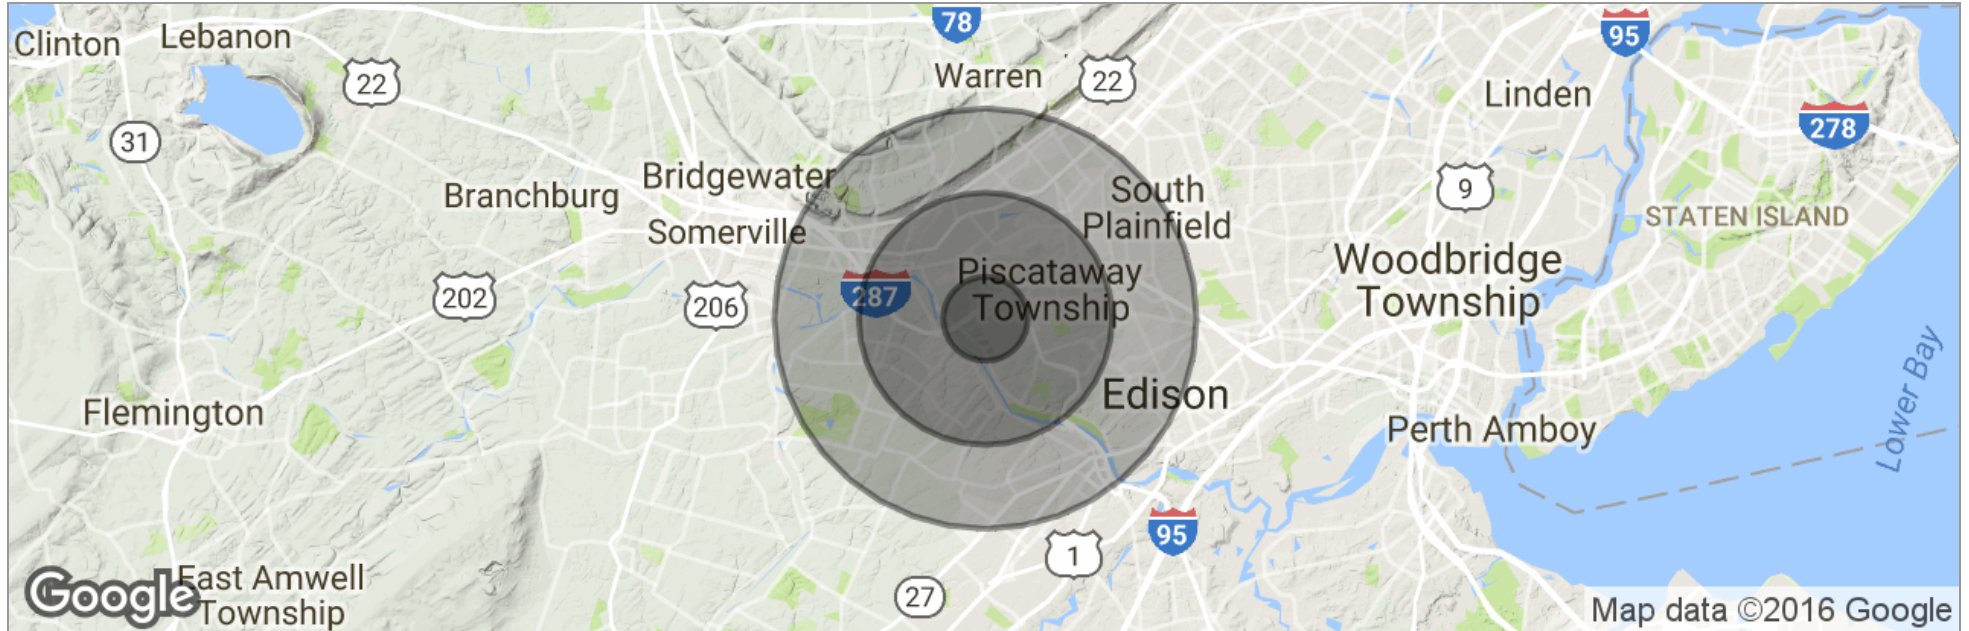 Clinton
Lebanon
78
95
22
Warren
22
Linden
31
278
Bridgewater
Branchburg
South
Plainfield
9
STATEN ISLAND
Somerville
Piscataway
Township
Woodbridge
Township
202
206
287
Flemington
Edison
Perth Amboy
Lower Bay
95
1
27
East Amwell
Township
Google
Map data ©2016 Google